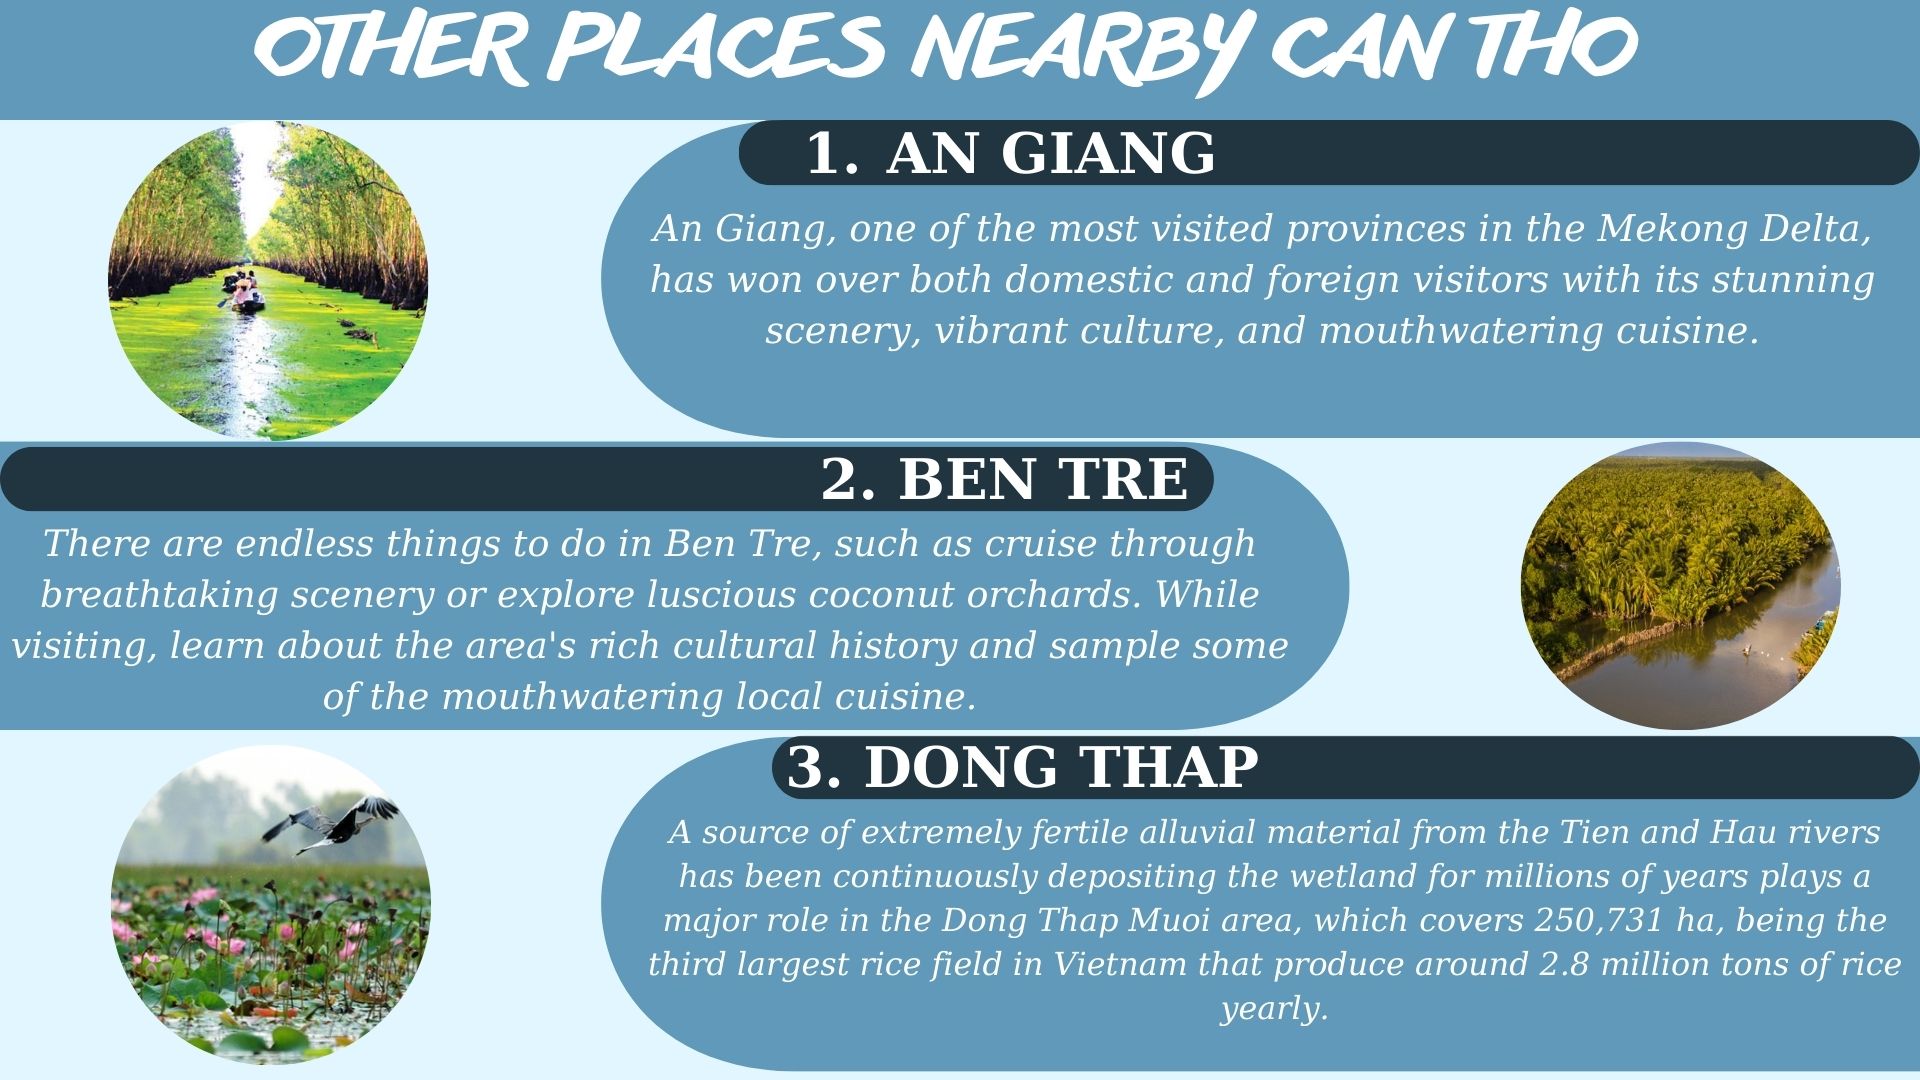 OTHER PLACES NEARBY CAN THO
1. AN GIANG
An Giang, one of the most visited provinces in the Mekong Delta,
has won over both domestic and foreign visitors with its stunning
scenery, vibrant culture, and mouthwatering cuisine.
2. BEN TRE
There are endless things to do in Ben Tre, such as cruise through
breathtaking scenery or explore luscious coconut orchards. While
visiting, learn about the area's rich cultural history and sample some
of the mouthwatering local cuisine.
3. DONG THAP
A source of extremely fertile alluvial material from the Tien and Hau rivers
has been continuously depositing the wetland for millions of years plays a
major role in the Dong Thap Muoi area, which covers 250,731 ha, being the
third largest rice field in Vietnam that produce around 2.8 million tons of rice
yearly.